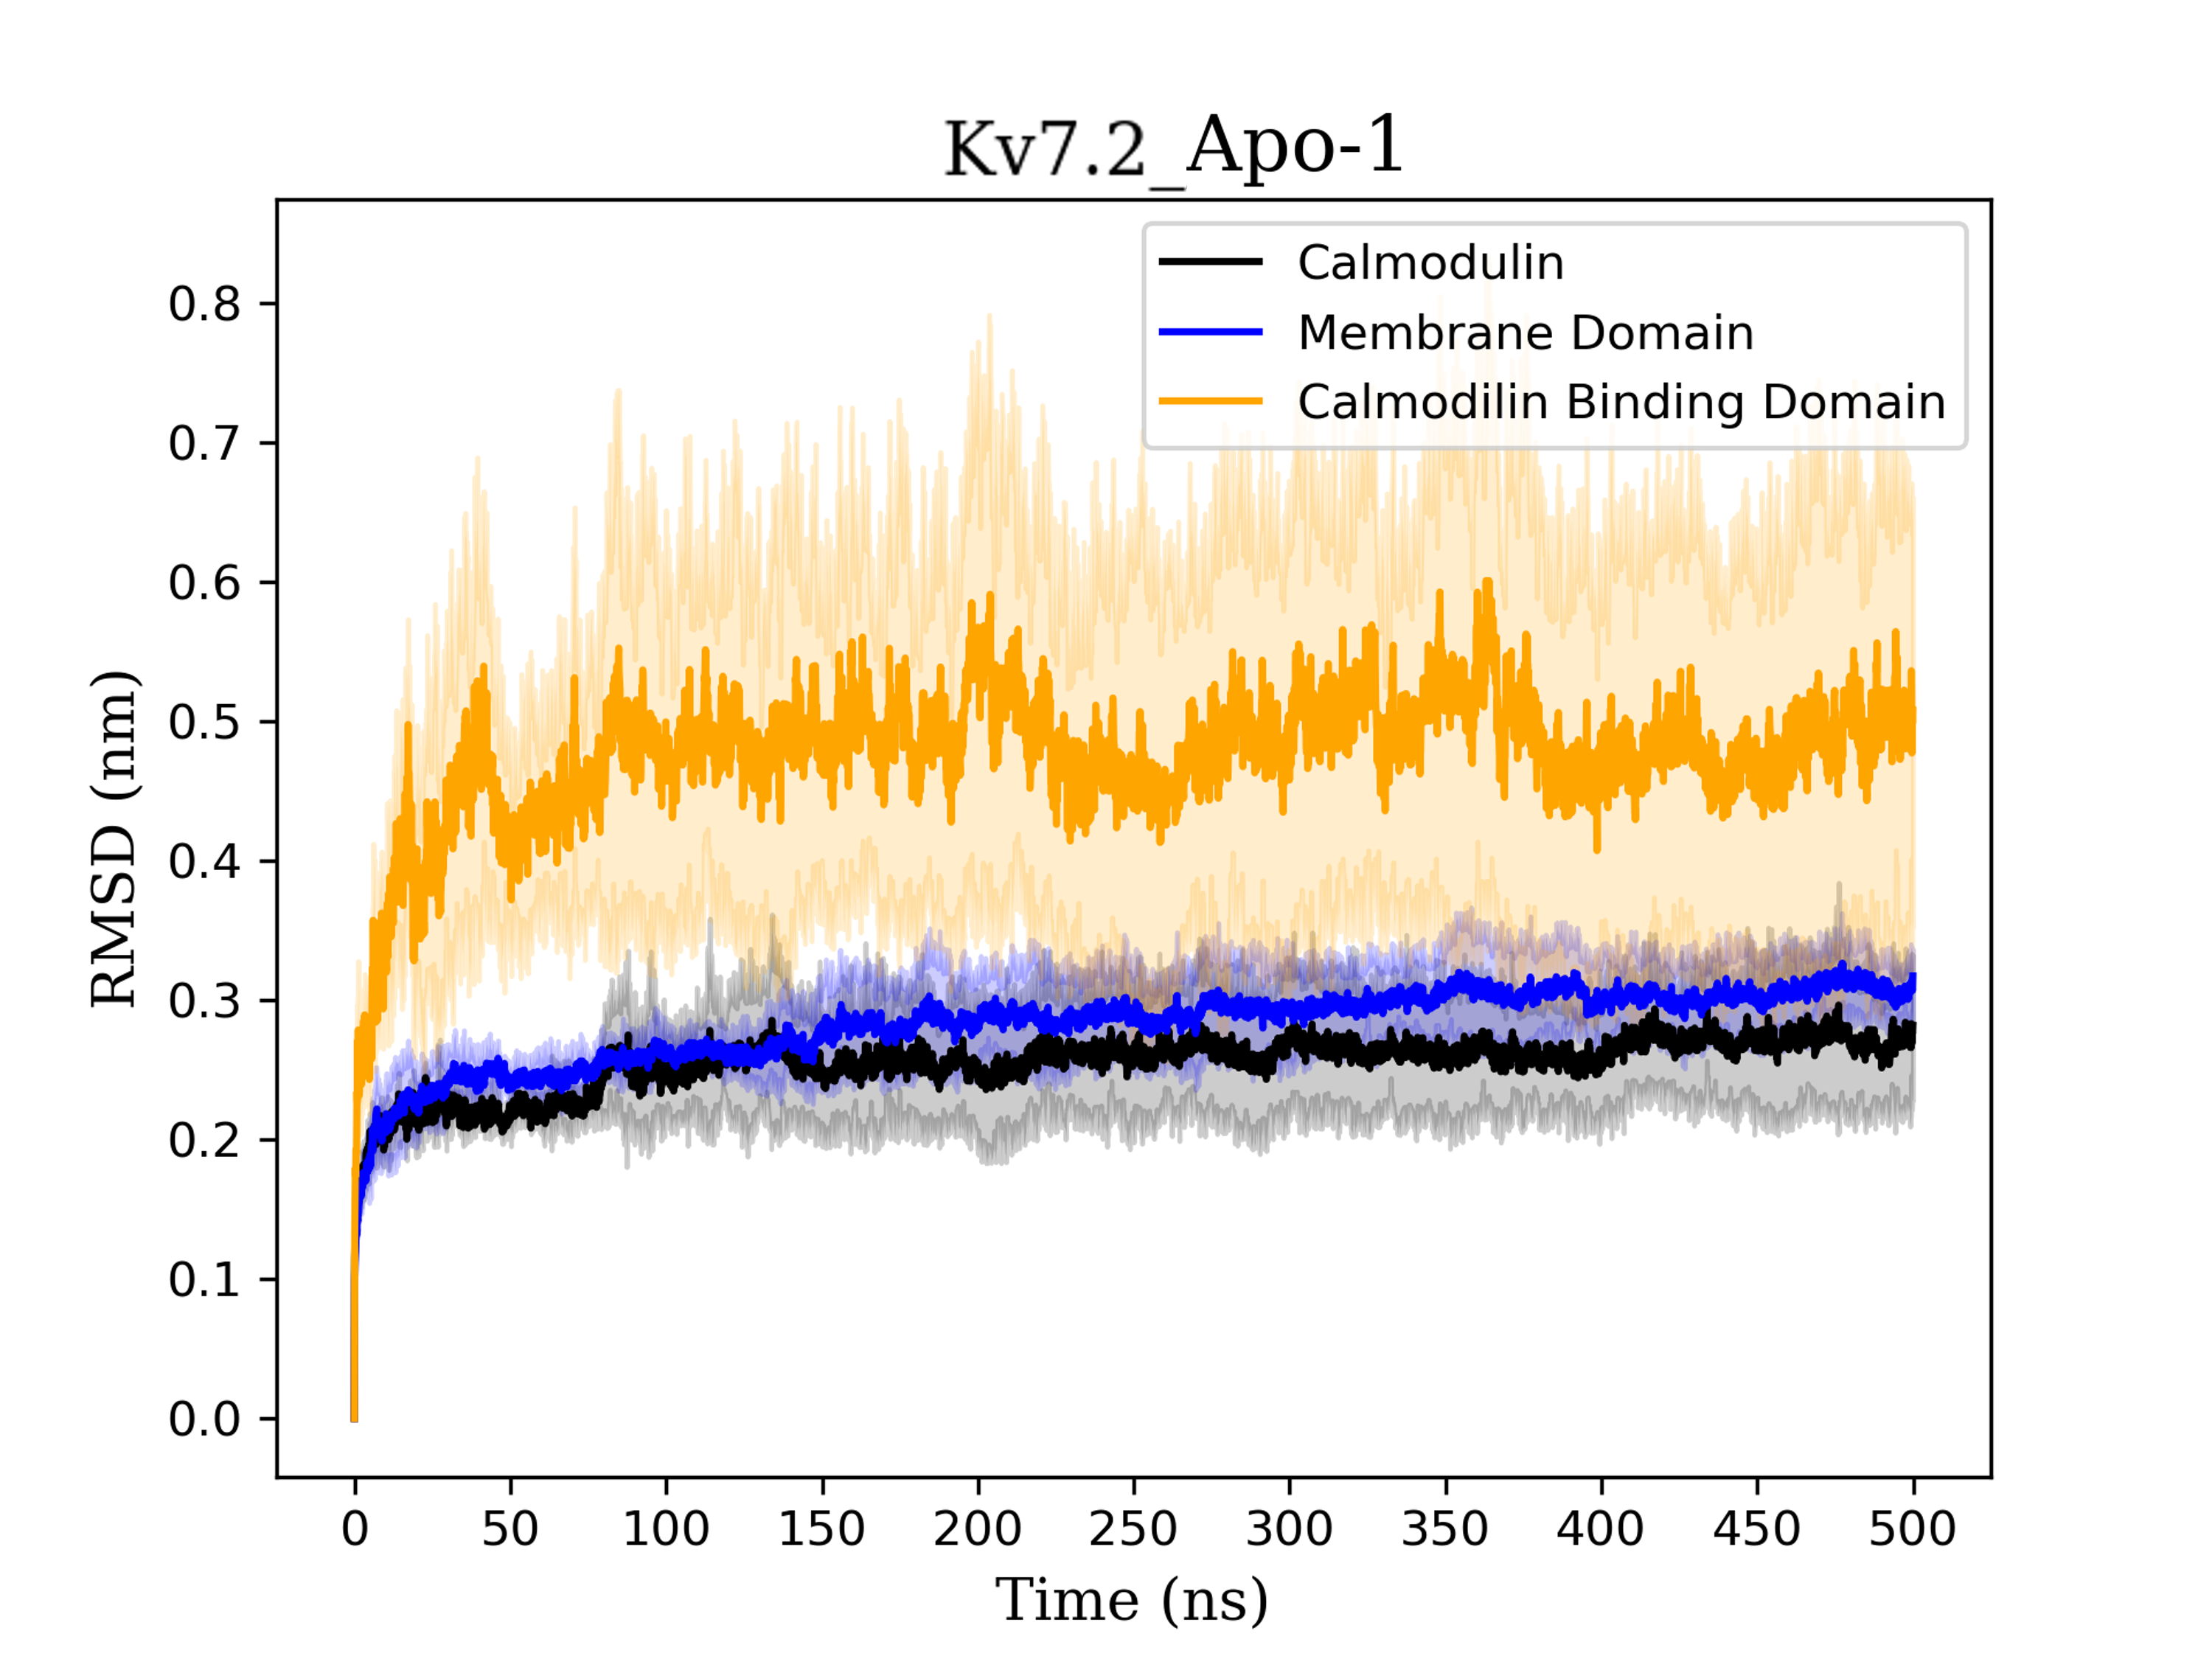 Kv7.2_Apo-1
Calmodulin
Membrane Domain
Calmodilin Binding Domain
RMSD (nm)
0.8
0.7
0.6
0.5
0.4
0.3
0.2
0.1
0.0
0 50 100 150 200 250 300 350 400 450 500
Time (ns)